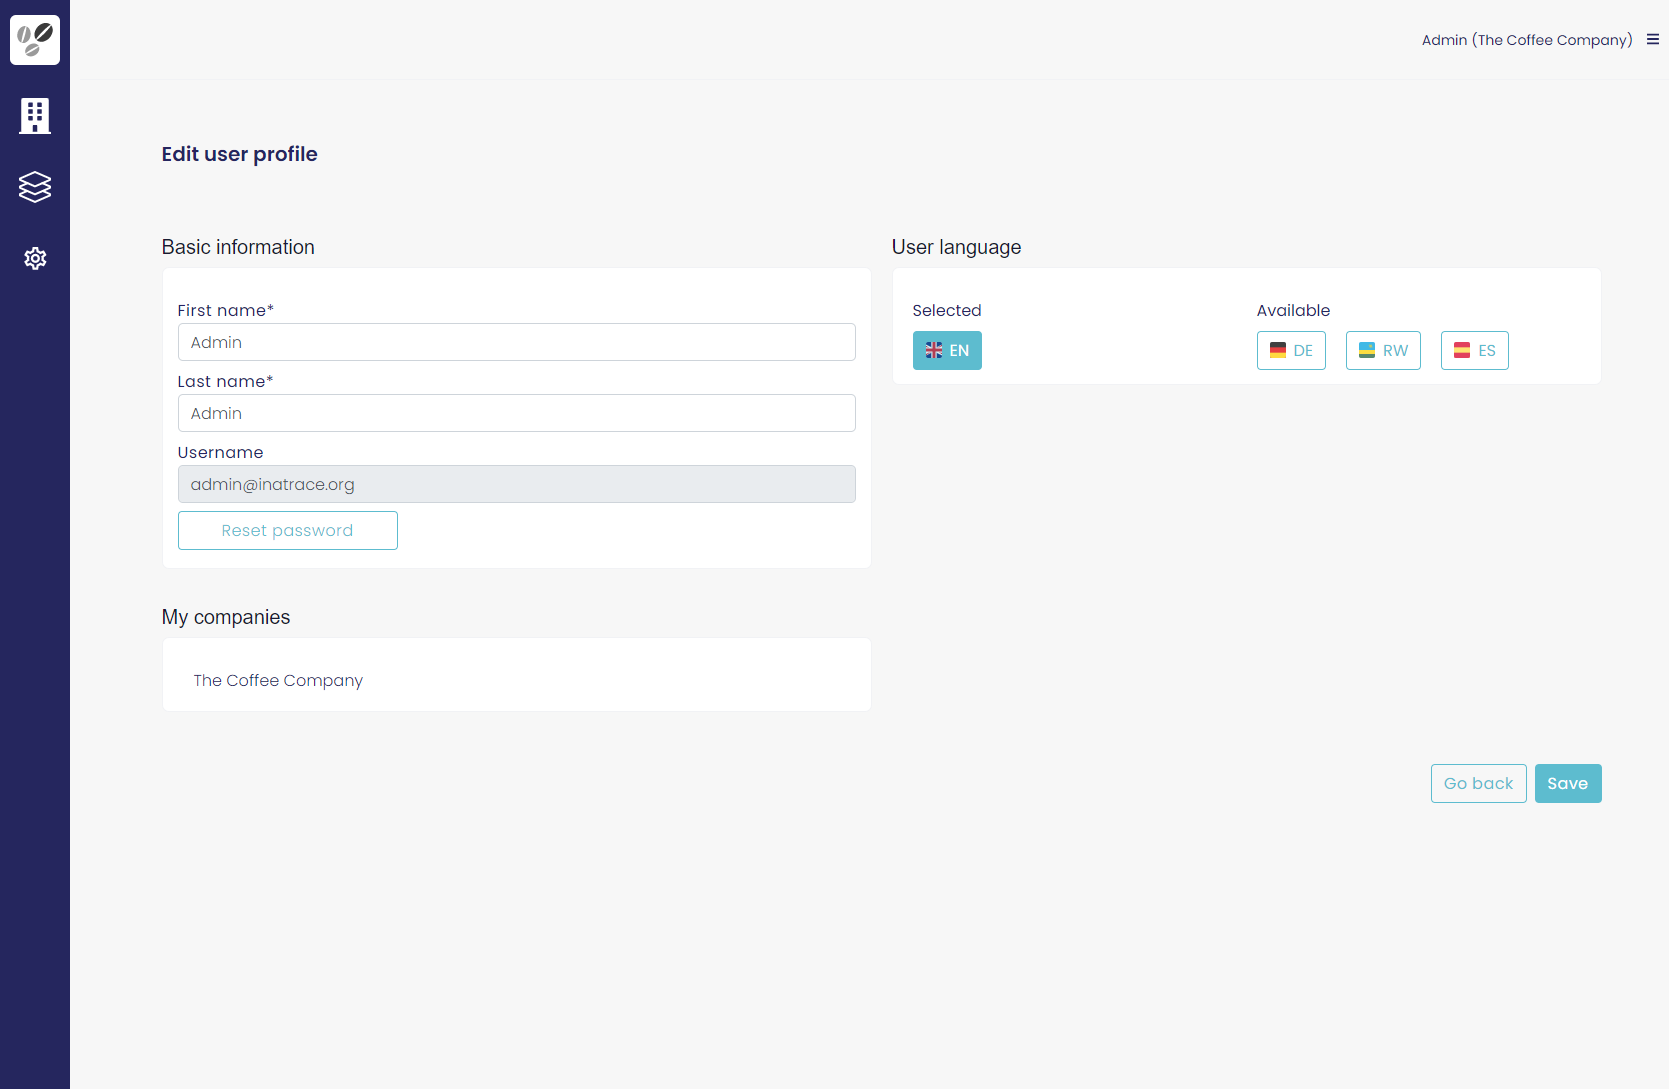 Admin (The Coffee Company)
Edit user profile
Basic information
First name*
Admin
Last name*
Admin
Username
admin@inatrace.org
Reset password
User language
Selected
Available
EN
DE
RW
ES
My companies
The Coffee Company
Go back
Save